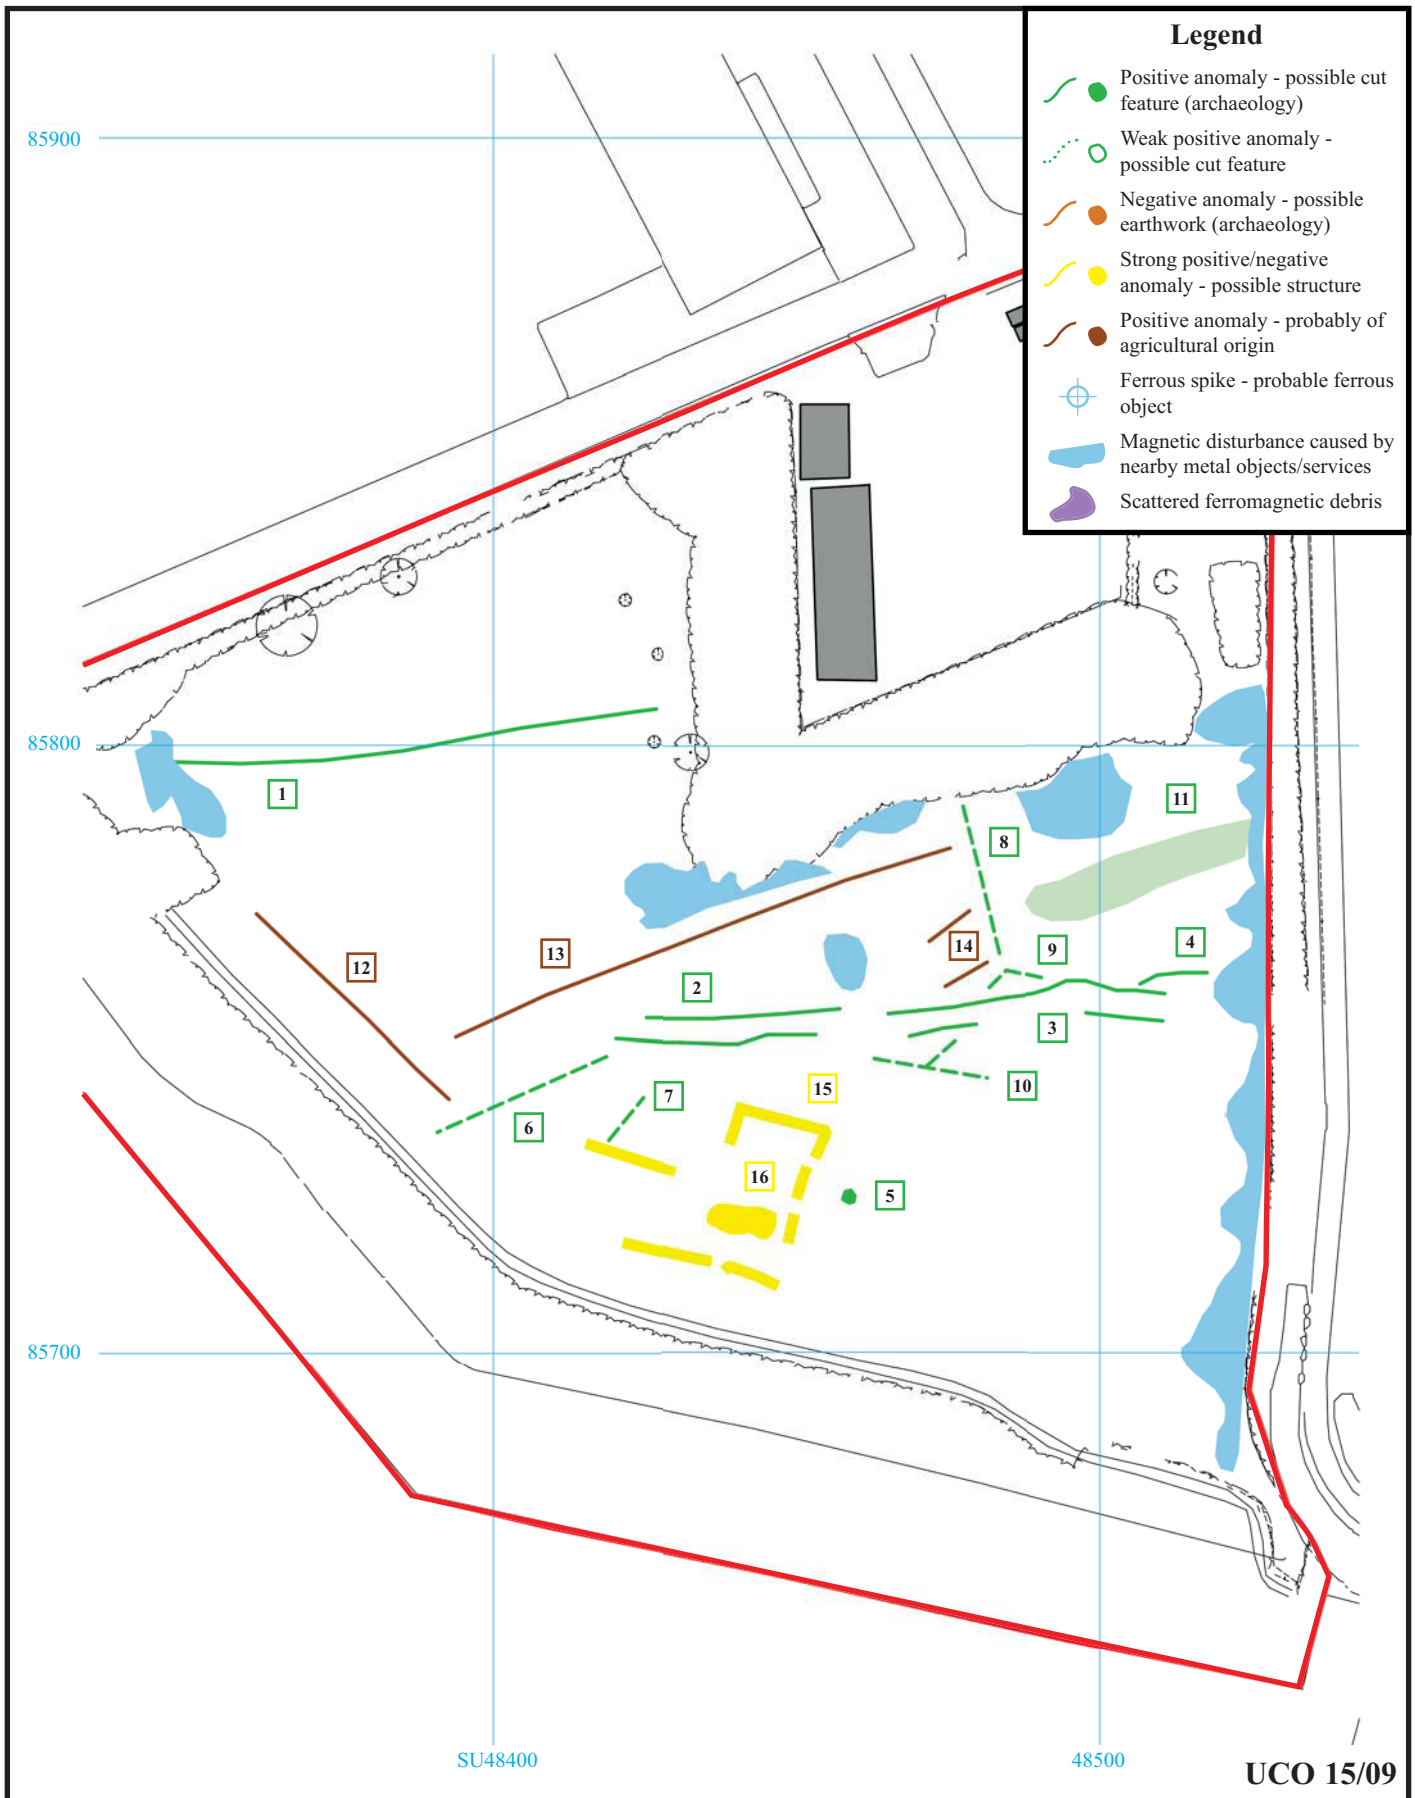 Legend
Positive anomaly - possible cut
feature (archaeology)
Weak positive anomaly -
possible cut feature
Negative anomaly - possible
earthwork (archaeology)
Strong positive/negative
anomaly - possible structure
Positive anomaly - probably of
agricultural origin
Ferrous spike - probable ferrous
object
Magnetic disturbance caused by
nearby metal objects/services
Scattered ferromagnetic debris
85900
85800
1
11
8
12
13
14
9
4
2
3
15
10
7
6
16
5
85700
SU48400
48500
UCO 15/09